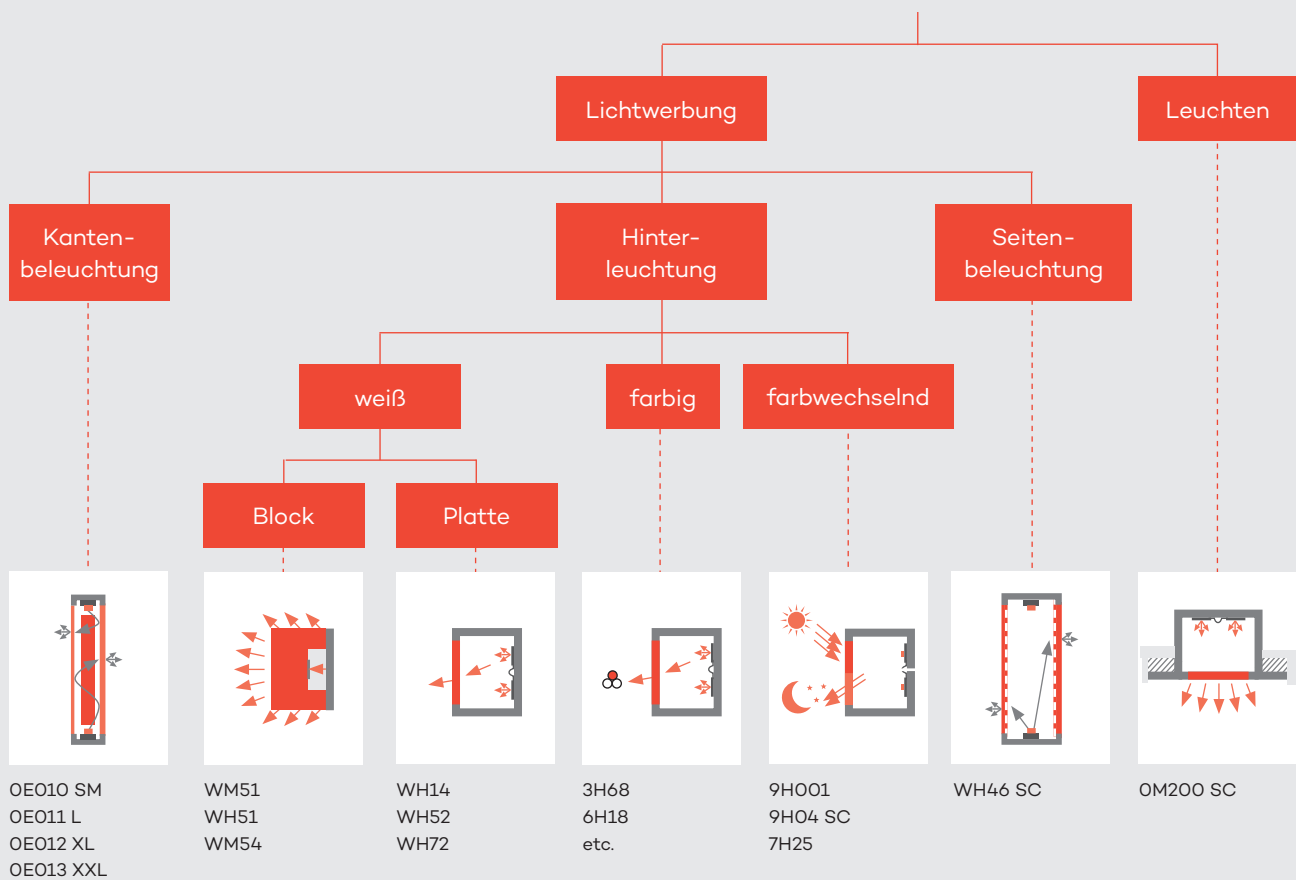 Lichtwerbung
Leuchten
Kanten-
beleuchtung
Hinter-
leuchtung
Seiten-
beleuchtung
weiß
farbig
farbwechselnd
Block
Platte
0E010 SM
0E011 L
0E012 XL
0E013 XXL
WM51
WH51
WM54
WH14
WH52
WH72
3H68
6H18
etc.
9H001
9H04 SC
7H25
WH46 SC
0M200 SC